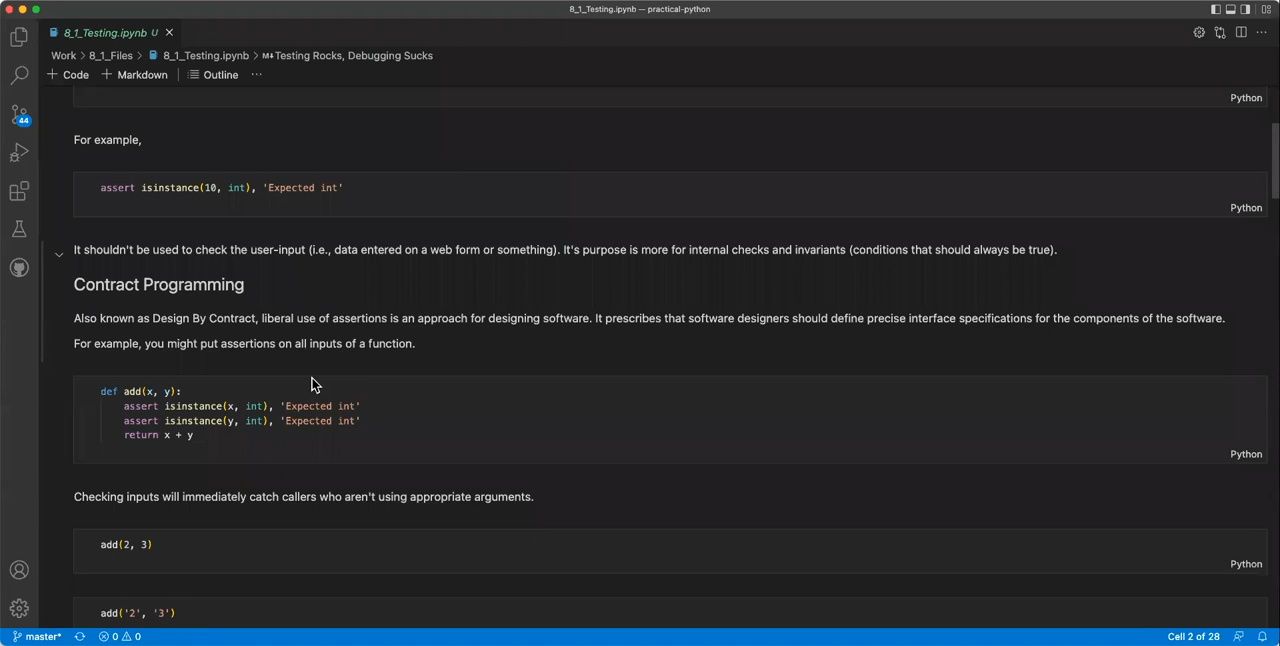 8_1_Testing.ipynb — practical-python
8_1_Testing.ipynb U
Work > 8_1_Files > 8_1_Testing.ipynb > M↓Testing Rocks, Debugging Sucks
+ Code + Markdown Outline ···
Python
For example,
assert isinstance(10, int), 'Expected int'
Python
It shouldn't be used to check the user-input (i.e., data entered on a web form or something). It's purpose is more for internal checks and invariants (conditions that should always be true).
Contract Programming
Also known as Design By Contract, liberal use of assertions is an approach for designing software. It prescribes that software designers should define precise interface specifications for the components of the software.
For example, you might put assertions on all inputs of a function.
def add(x, y):
assert isinstance(x, int), 'Expected int'
assert isinstance(y, int), 'Expected int'
return x + y
Python
Checking inputs will immediately catch callers who aren't using appropriate arguments.
add(2, 3)
Python
add('2', '3')
44
master* 0 0 Cell 2 of 28